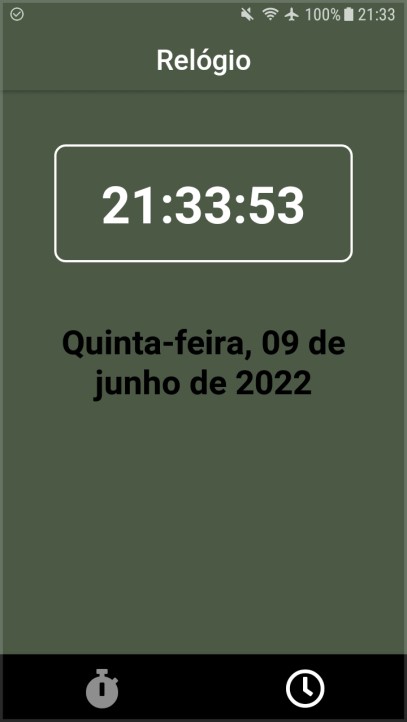 100% 21:33
Relógio
21:33:53
Quinta-feira, 09 de
junho de 2022